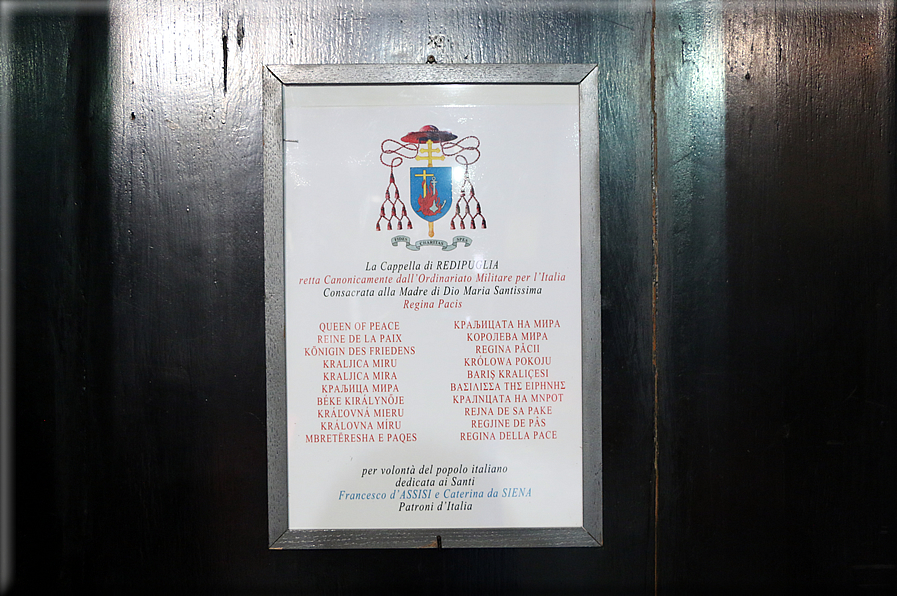 FIDES CARITAS SPES
La Cappella di REDIPUGLIA
retta Canonicamente dall'Ordinariato Militare per l'Italia
Consacrata alla Madre di Dio Maria Santissima
Regina Pacis
QUEEN OF PEACE
REINE DE LA PAIX
KÖNIGIN DES FRIEDENS
KRALJICA MIRU
KRALJICA MIRA
КРАЉИЦА МИРА
BÉKE KIRÁLYNŐJE
KRÁĽOVNÁ MIERU
KRÁLOVNA MÍRU
MBRETËRESHA E PAQES
КРАЉИЦАТА НА МИРА
КОРОЛЕВА МИРА
REGINA PĂCII
KRÓLOWA POKOJU
BARIŞ KRALIÇESI
ΒΑΣΙΛΙΣΣΑ ΤΗΣ ΕΙΡΗΝΗΣ
КРАЛNЦАТА НА МNРОТ
REJNA DE SA PAKE
REGJINE DE PÂS
REGINA DELLA PACE
per volontà del popolo italiano
dedicata ai Santi
Francesco d'ASSISI e Caterina da SIENA
Patroni d'Italia